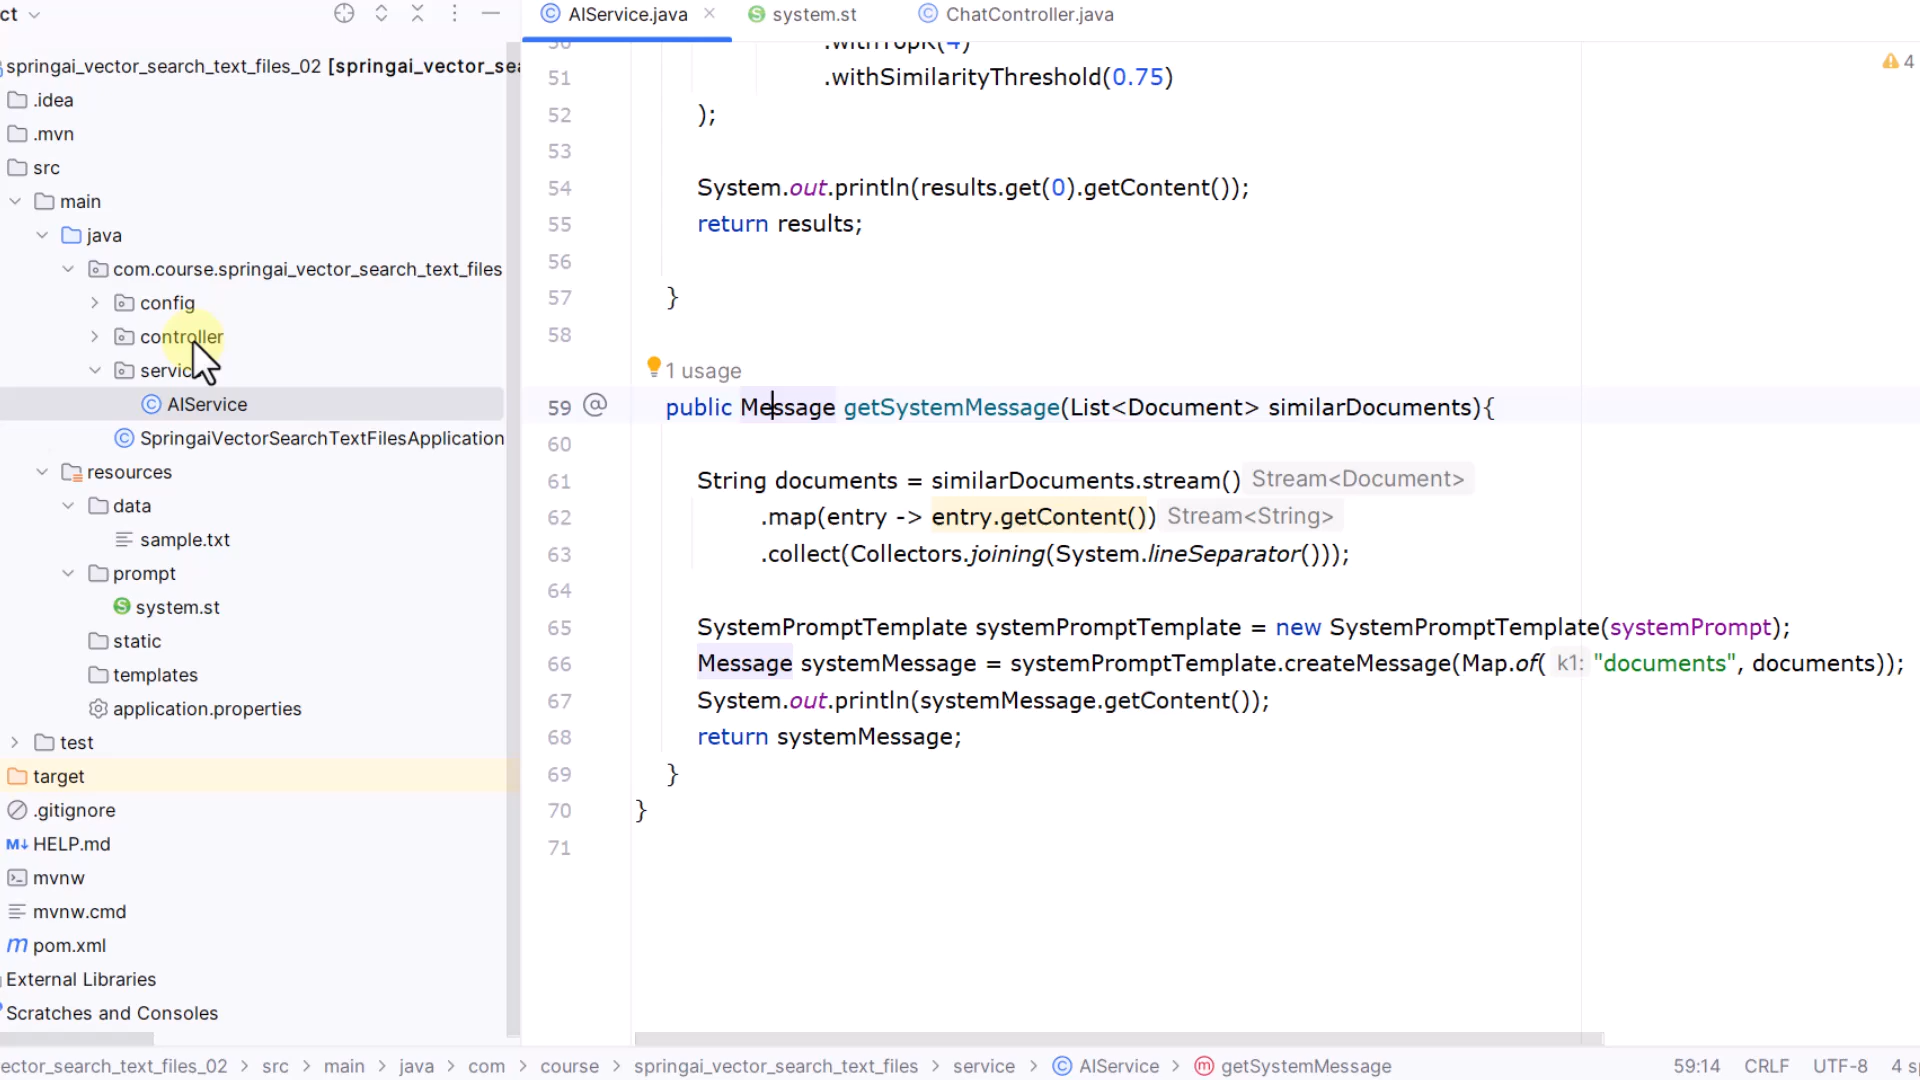 ct
AIService.java
system.st
ChatController.java
springai_vector_search_text_files_02 [springai_vector_sea
.idea
.mvn
src
main
java
com.course.springai_vector_search_text_files
config
controller
servic
AIService
SpringaiVectorSearchTextFilesApplication
resources
data
sample.txt
prompt
system.st
static
templates
application.properties
test
target
.gitignore
HELP.md
mvnw
mvnw.cmd
pom.xml
External Libraries
Scratches and Consoles
4
50 .withTopK(4)
51 .withSimilarityThreshold(0.75)
52 );
53
54 System.out.println(results.get(0).getContent());
55 return results;
56
57 }
58
1 usage
59 @ public Message getSystemMessage(List<Document> similarDocuments){
60
61 String documents = similarDocuments.stream() Stream<Document>
62 .map(entry -> entry.getContent()) Stream<String>
63 .collect(Collectors.joining(System.lineSeparator()));
64
65 SystemPromptTemplate systemPromptTemplate = new SystemPromptTemplate(systemPrompt);
66 Message systemMessage = systemPromptTemplate.createMessage(Map.of( k1: "documents", documents));
67 System.out.println(systemMessage.getContent());
68 return systemMessage;
69 }
70 }
71
ector_search_text_files_02 > src > main > java > com > course > springai_vector_search_text_files > service > AIService > getSystemMessage
59:14 CRLF UTF-8 4 sp